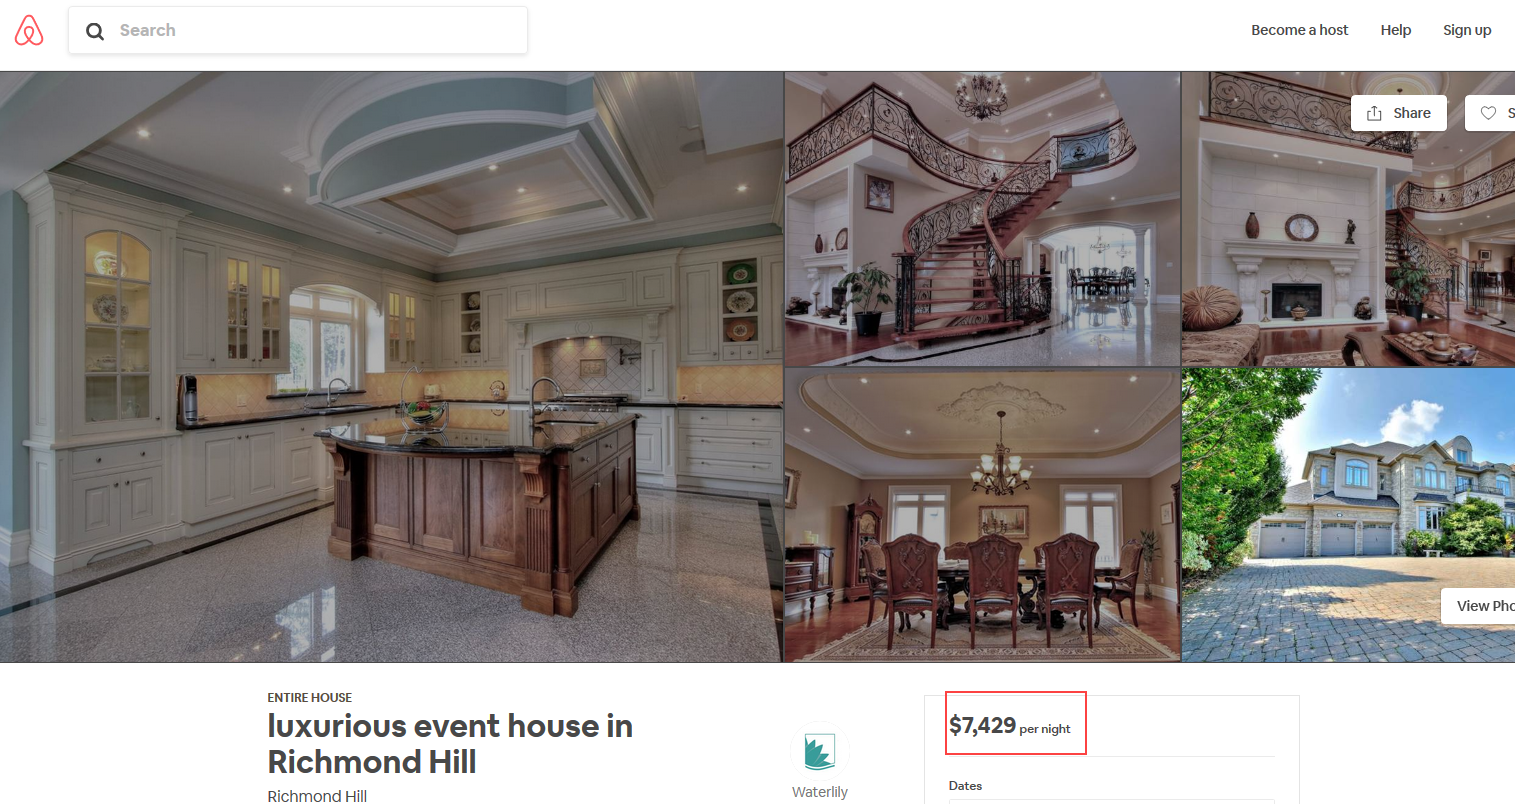 Search
Become a host
Help
Sign up
Share
S
View Pho
ENTIRE HOUSE
luxurious event house in
Richmond Hill
Richmond Hill
Waterlily
$7,429 per night
Dates